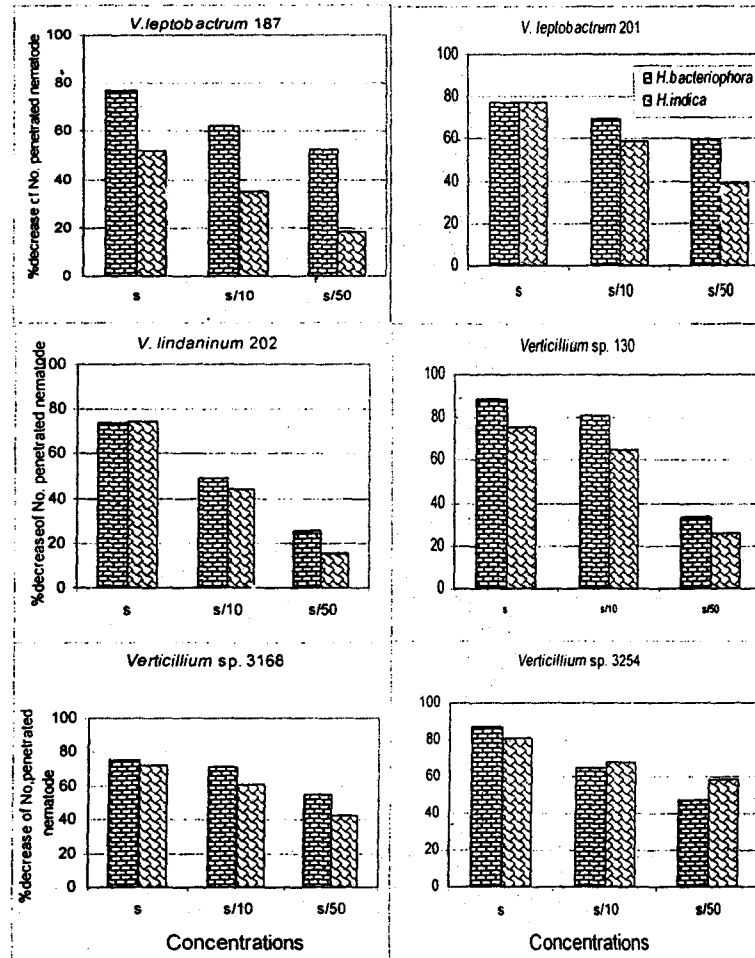 V.leptobactrum 187
%decrease cf No. penetrated nematode
100
80
60
40
20
0
s
s/10
s/50
V. leptobactrum 201
100
80
60
40
20
0
H.bacteriophora
H.indica
s
s/10
s/50
V. lindaninum 202
%decreaseof No. penetrated nematode
100
80
60
40
20
0
s
s/10
s/50
Verticillium sp. 130
100
80
60
40
20
0
s
s/10
s/50
Verticillium sp. 3168
%decrease of No,penetrated
nematode
100
80
60
40
20
0
s
s/10
s/50
Concentrations
Verticillium sp. 3254
100
80
60
40
20
0
s
s/10
s/50
Concentrations